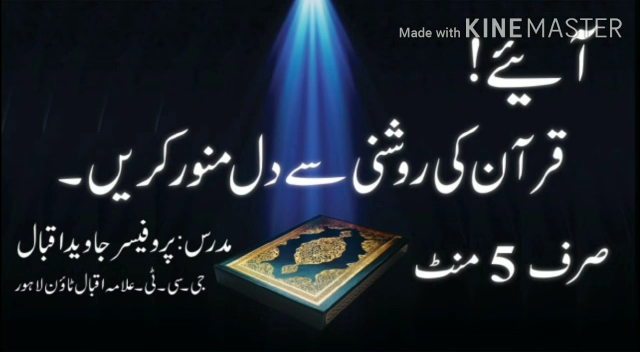 Made with KINEMASTER
آیئے!
قرآن کی روشنی سے دل منور کریں۔
صرف 5 منٹ
مدرس: پروفیسر جاوید اقبال
جی۔سی۔ٹی۔علامہ اقبال ٹاؤن لاہور